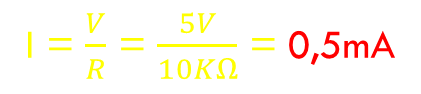 I = V/R = 5V/10KΩ = 0,5mA